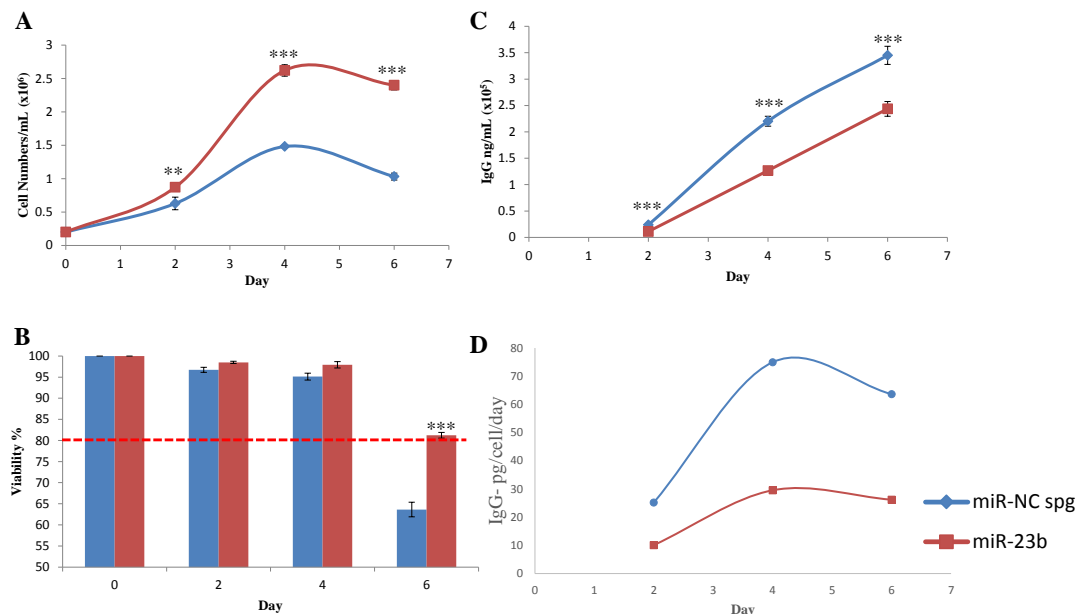 A
Cell Numbers/mL (x10⁶)
3
2.5
2
1.5
1
0.5
0
**
***
***
0 1 2 3 4 5 6 7
Day
C
IgG ng/mL (x10⁵)
4
3.5
3
2.5
2
1.5
1
0.5
0
***
***
***
0 1 2 3 4 5 6 7
Day
B
Viability %
100
95
90
85
80
75
70
65
60
55
50
***
0 2 4 6
Day
D
IgG- pg/cell/day
80
70
60
50
40
30
20
10
0
0 1 2 3 4 5 6 7
Day
miR-NC spg
miR-23b